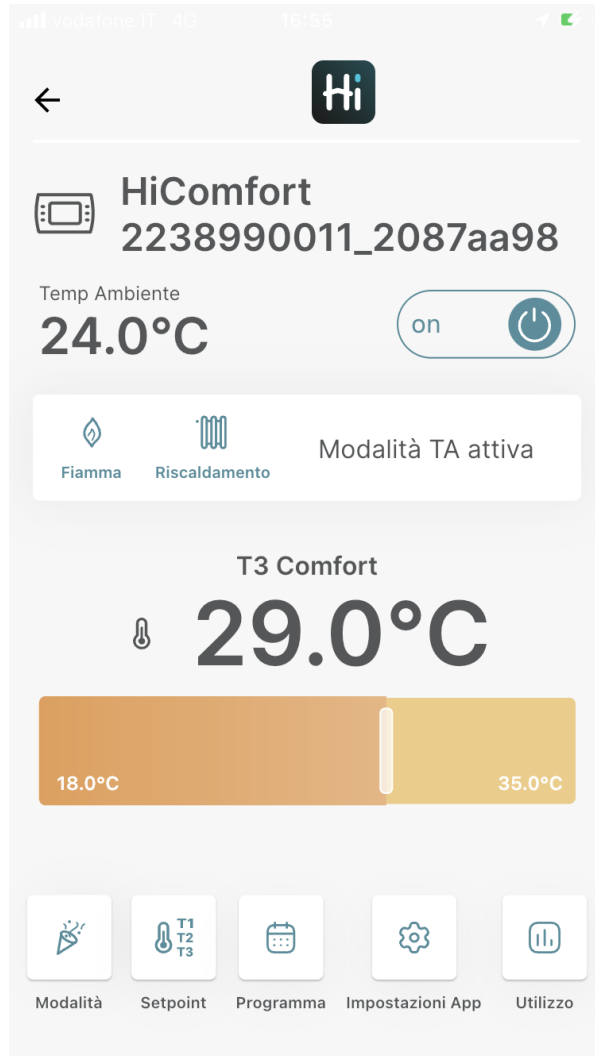 vodafone IT 4G 16:55
Hi
HiComfort
2238990011_2087aa98
Temp Ambiente
24.0°C
on
Fiamma
Riscaldamento
Modalità TA attiva
T3 Comfort
29.0°C
18.0°C
35.0°C
T1
T2
T3
Modalità
Setpoint
Programma
Impostazioni App
Utilizzo